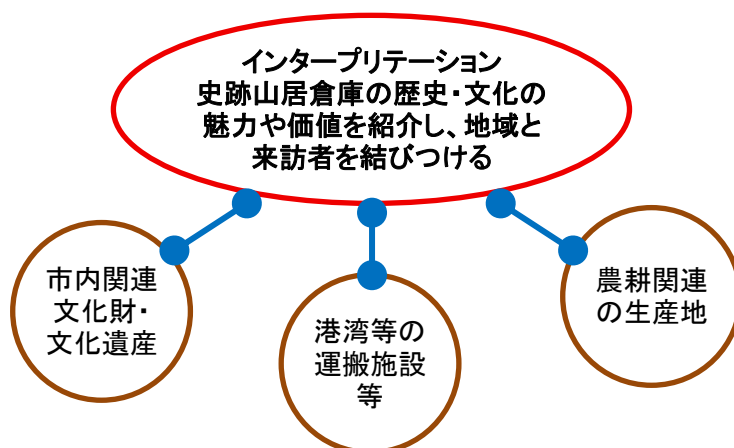 インタープリテーション
史跡山居倉庫の歴史・文化の
魅力や価値を紹介し、地域と
来訪者を結びつける
市内関連
文化財・
文化遺産
港湾等の
運搬施設
等
農耕関連
の生産地